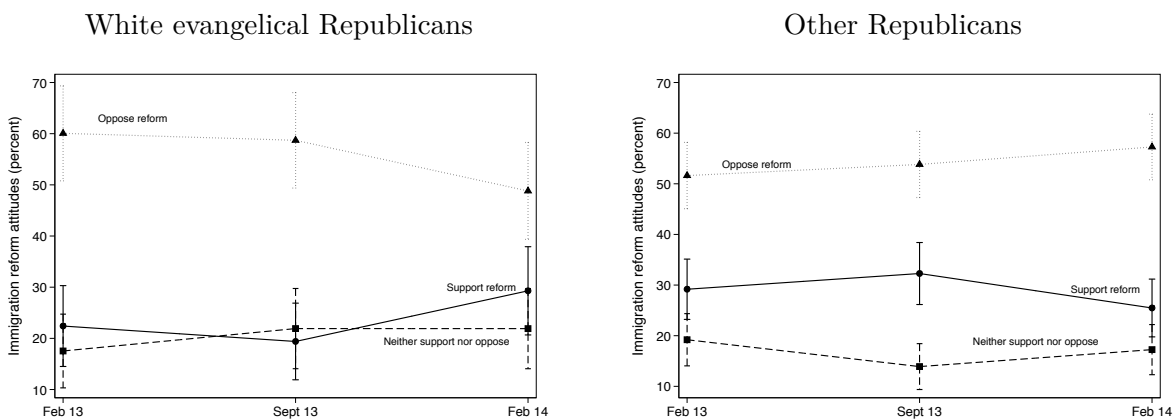 White evangelical Republicans
Immigration reform attitudes (percent)
70
60
50
40
30
20
10
Oppose reform
Support reform
Neither support nor oppose
Feb 13 Sept 13 Feb 14
Other Republicans
Immigration reform attitudes (percent)
70
60
50
40
30
20
10
Oppose reform
Support reform
Neither support nor oppose
Feb 13 Sept 13 Feb 14